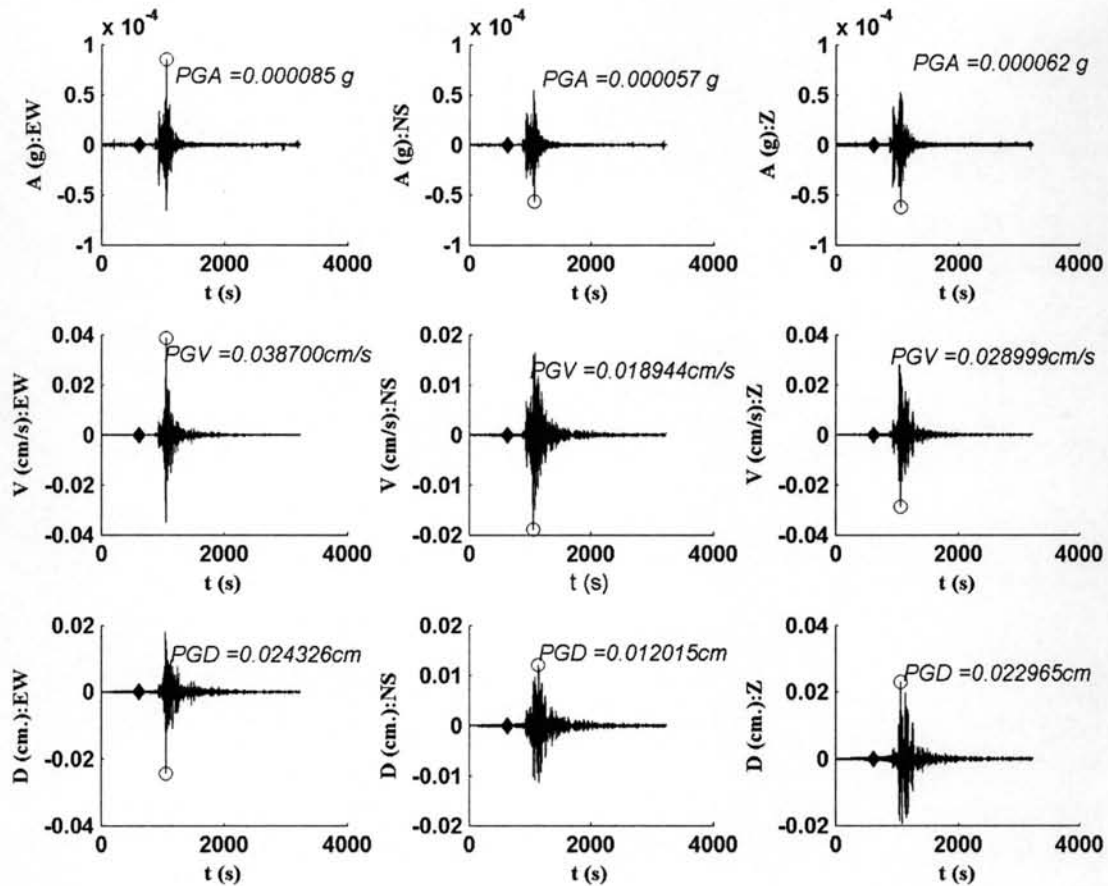 x 10^-4
1
0.5
0
-0.5
-1
A (g):EW
PGA =0.000085 g
0 2000 4000
t (s)
x 10^-4
1
0.5
0
-0.5
-1
A (g):NS
PGA =0.000057 g
0 2000 4000
t (s)
x 10^-4
1
0.5
0
-0.5
-1
A (g):Z
PGA =0.000062 g
0 2000 4000
t (s)
0.04
0.02
0
-0.02
-0.04
V (cm/s):EW
PGV =0.038700cm/s
0 2000 4000
t (s)
0.02
0.01
0
-0.01
-0.02
V (cm/s):NS
PGV =0.018944cm/s
0 2000 4000
t (s)
0.04
0.02
0
-0.02
-0.04
V (cm/s):Z
PGV =0.028999cm/s
0 2000 4000
t (s)
0.02
0
-0.02
-0.04
D (cm.):EW
PGD =0.024326cm
0 2000 4000
t (s)
0.02
0.01
0
-0.01
-0.02
D (cm.):NS
PGD =0.012015cm
0 2000 4000
t (s)
0.04
0.02
0
-0.02
D (cm.):Z
PGD =0.022965cm
0 2000 4000
t (s)